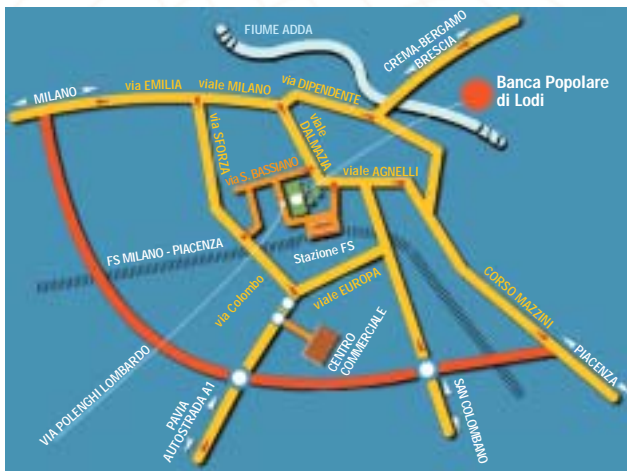 FIUME ADDA
CREMA-BERGAMO
BRESCIA
Banca Popolare
di Lodi
MILANO
via EMILIA
viale MILANO
via DIPENDENTE
via SFORZA
viale
DALMAZIA
via S. BASSIANO
viale AGNELLI
FS MILANO - PIACENZA
Stazione FS
via Colombo
viale EUROPA
CORSO MAZZINI
CENTRO
COMMERCIALE
VIA POLENGHI LOMBARDO
PAVIA
AUTOSTRADA A1
SAN COLOMBANO
PIACENZA